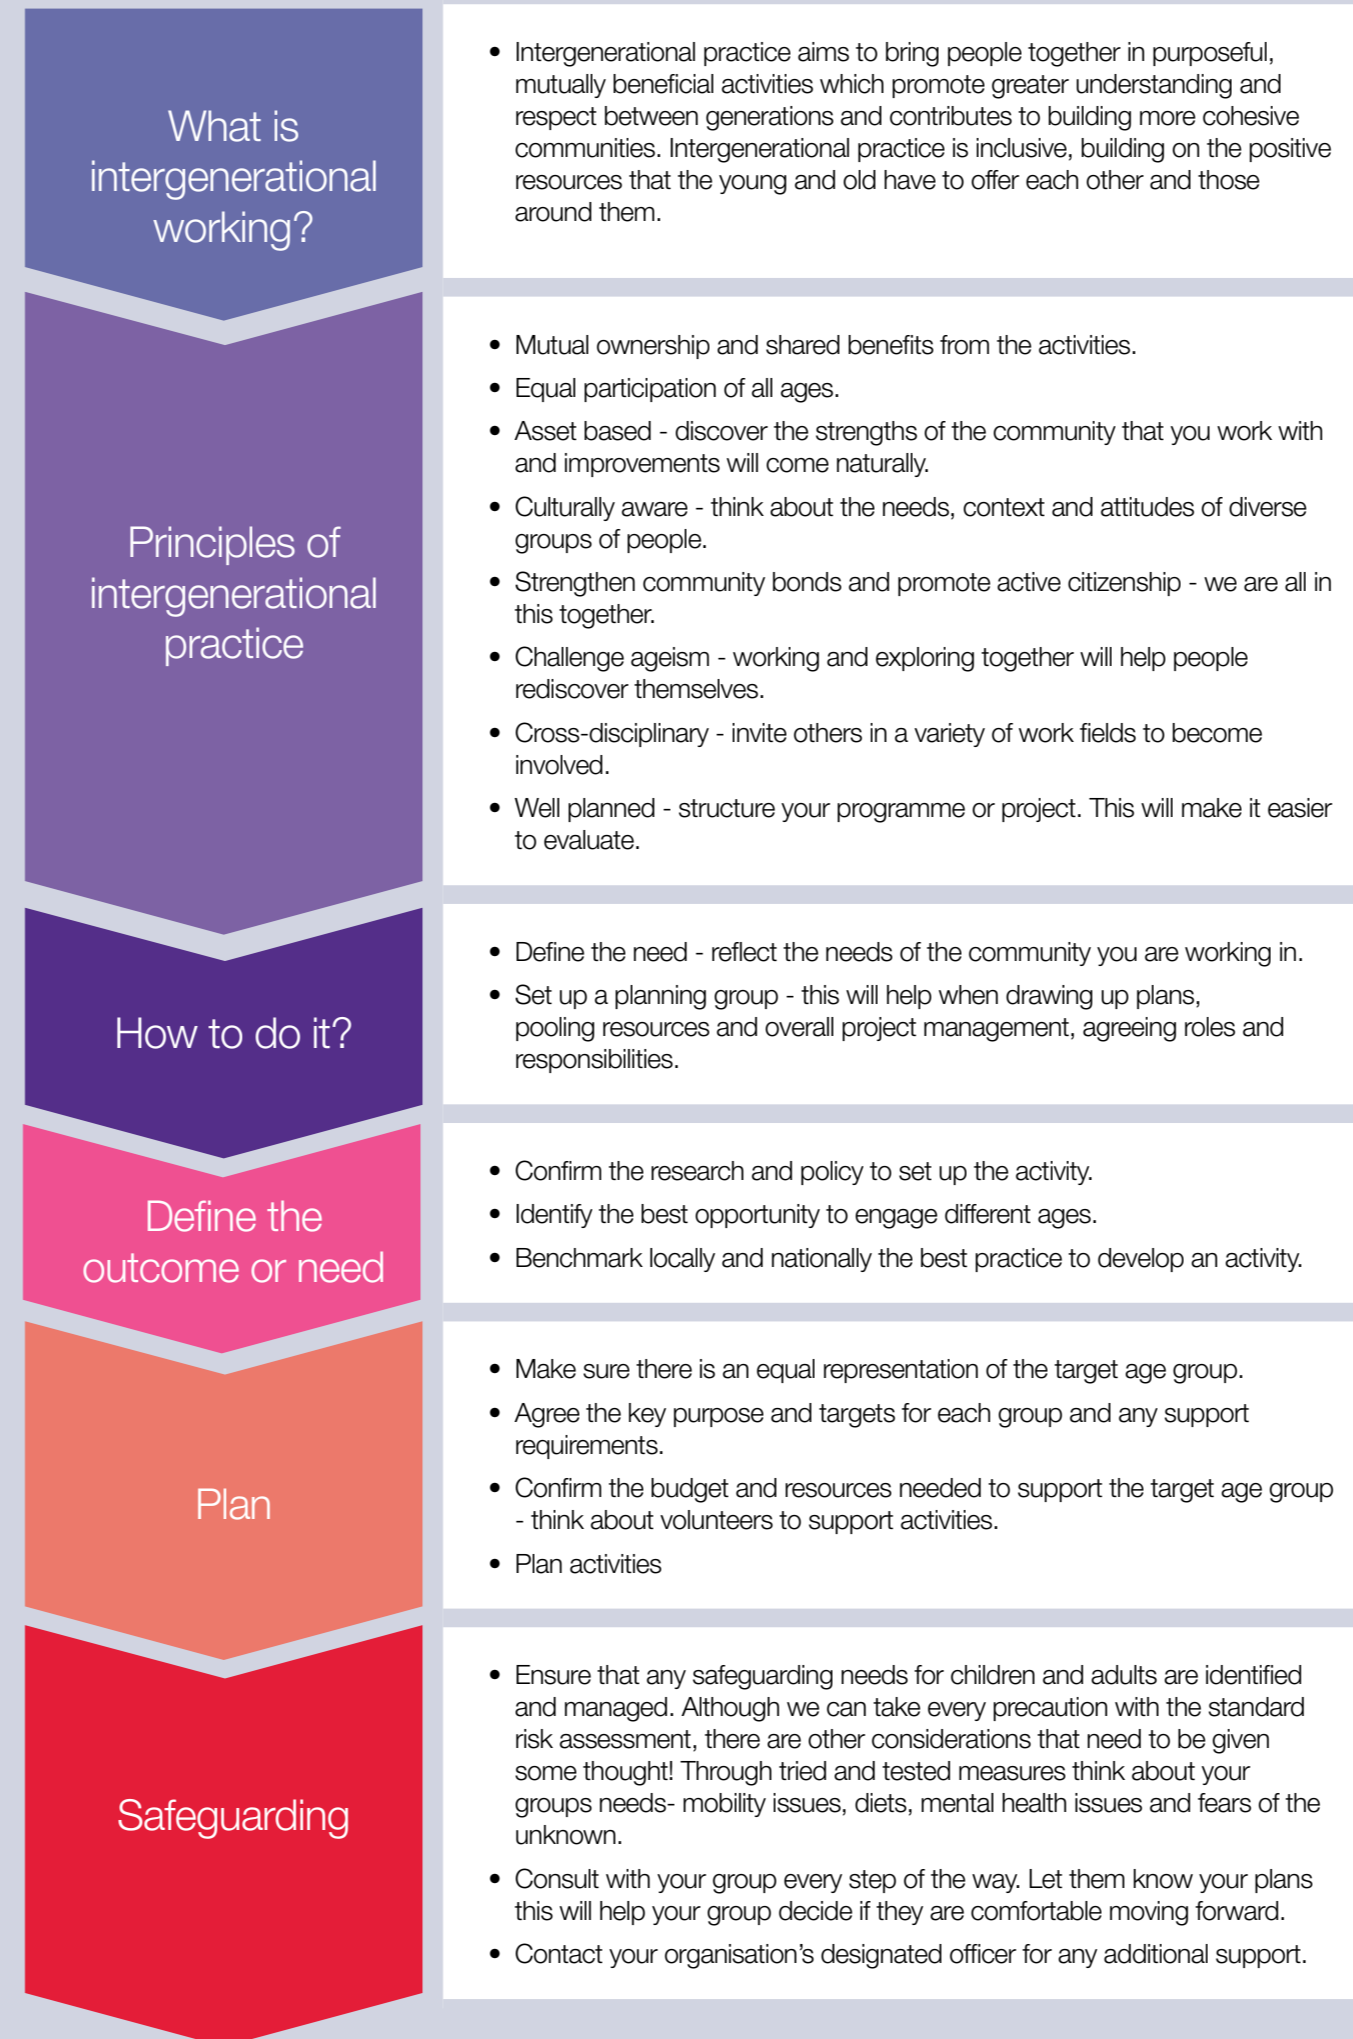 What is
intergenerational
working?
• Intergenerational practice aims to bring people together in purposeful,
mutually beneficial activities which promote greater understanding and
respect between generations and contributes to building more cohesive
communities. Intergenerational practice is inclusive, building on the positive
resources that the young and old have to offer each other and those
around them.
Principles of
intergenerational
practice
• Mutual ownership and shared benefits from the activities.
• Equal participation of all ages.
• Asset based - discover the strengths of the community that you work with
and improvements will come naturally.
• Culturally aware - think about the needs, context and attitudes of diverse
groups of people.
• Strengthen community bonds and promote active citizenship - we are all in
this together.
• Challenge ageism - working and exploring together will help people
rediscover themselves.
• Cross-disciplinary - invite others in a variety of work fields to become
involved.
• Well planned - structure your programme or project. This will make it easier
to evaluate.
How to do it?
• Define the need - reflect the needs of the community you are working in.
• Set up a planning group - this will help when drawing up plans,
pooling resources and overall project management, agreeing roles and
responsibilities.
Define the
outcome or need
• Confirm the research and policy to set up the activity.
• Identify the best opportunity to engage different ages.
• Benchmark locally and nationally the best practice to develop an activity.
Plan
• Make sure there is an equal representation of the target age group.
• Agree the key purpose and targets for each group and any support
requirements.
• Confirm the budget and resources needed to support the target age group
- think about volunteers to support activities.
• Plan activities
Safeguarding
• Ensure that any safeguarding needs for children and adults are identified
and managed. Although we can take every precaution with the standard
risk assessment, there are other considerations that need to be given
some thought! Through tried and tested measures think about your
groups needs- mobility issues, diets, mental health issues and fears of the
unknown.
• Consult with your group every step of the way. Let them know your plans
this will help your group decide if they are comfortable moving forward.
• Contact your organisation’s designated officer for any additional support.